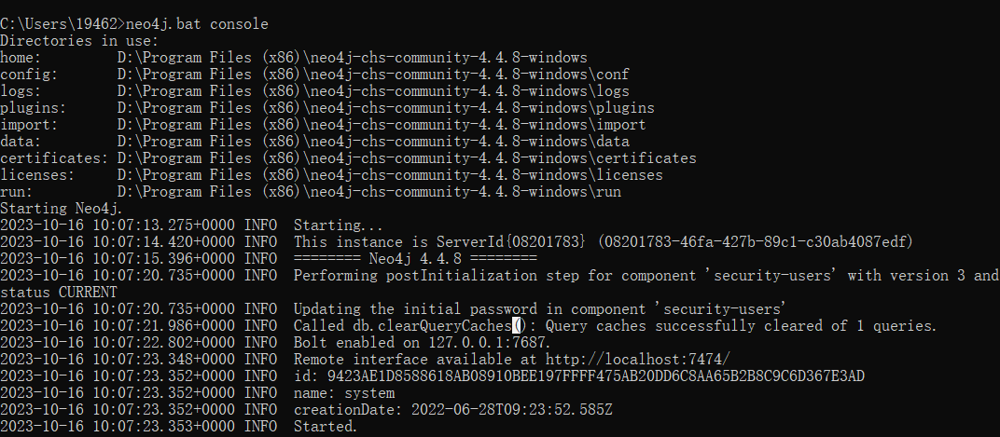 C:\Users\19462>neo4j.bat console
Directories in use:
home:         D:\Program Files (x86)\neo4j-chs-community-4.4.8-windows
config:       D:\Program Files (x86)\neo4j-chs-community-4.4.8-windows\conf
logs:         D:\Program Files (x86)\neo4j-chs-community-4.4.8-windows\logs
plugins:      D:\Program Files (x86)\neo4j-chs-community-4.4.8-windows\plugins
import:       D:\Program Files (x86)\neo4j-chs-community-4.4.8-windows\import
data:         D:\Program Files (x86)\neo4j-chs-community-4.4.8-windows\data
certificates: D:\Program Files (x86)\neo4j-chs-community-4.4.8-windows\certificates
licenses:     D:\Program Files (x86)\neo4j-chs-community-4.4.8-windows\licenses
run:          D:\Program Files (x86)\neo4j-chs-community-4.4.8-windows\run
Starting Neo4j.
2023-10-16 10:07:13.275+0000 INFO  Starting...
2023-10-16 10:07:14.420+0000 INFO  This instance is ServerId{08201783} (08201783-46fa-427b-89c1-c30ab4087edf)
2023-10-16 10:07:15.396+0000 INFO  ======== Neo4j 4.4.8 ========
2023-10-16 10:07:20.735+0000 INFO  Performing postInitialization step for component 'security-users' with version 3 and
status CURRENT
2023-10-16 10:07:20.735+0000 INFO  Updating the initial password in component 'security-users'
2023-10-16 10:07:21.986+0000 INFO  Called db.clearQueryCaches(): Query caches successfully cleared of 1 queries.
2023-10-16 10:07:22.802+0000 INFO  Bolt enabled on 127.0.0.1:7687.
2023-10-16 10:07:23.348+0000 INFO  Remote interface available at http://localhost:7474/
2023-10-16 10:07:23.352+0000 INFO  id: 9423AE1D8588618AB08910BEE197FFFF475AB20DD6C8AA65B2B8C9C6D367E3AD
2023-10-16 10:07:23.352+0000 INFO  name: system
2023-10-16 10:07:23.352+0000 INFO  creationDate: 2022-06-28T09:23:52.585Z
2023-10-16 10:07:23.353+0000 INFO  Started.